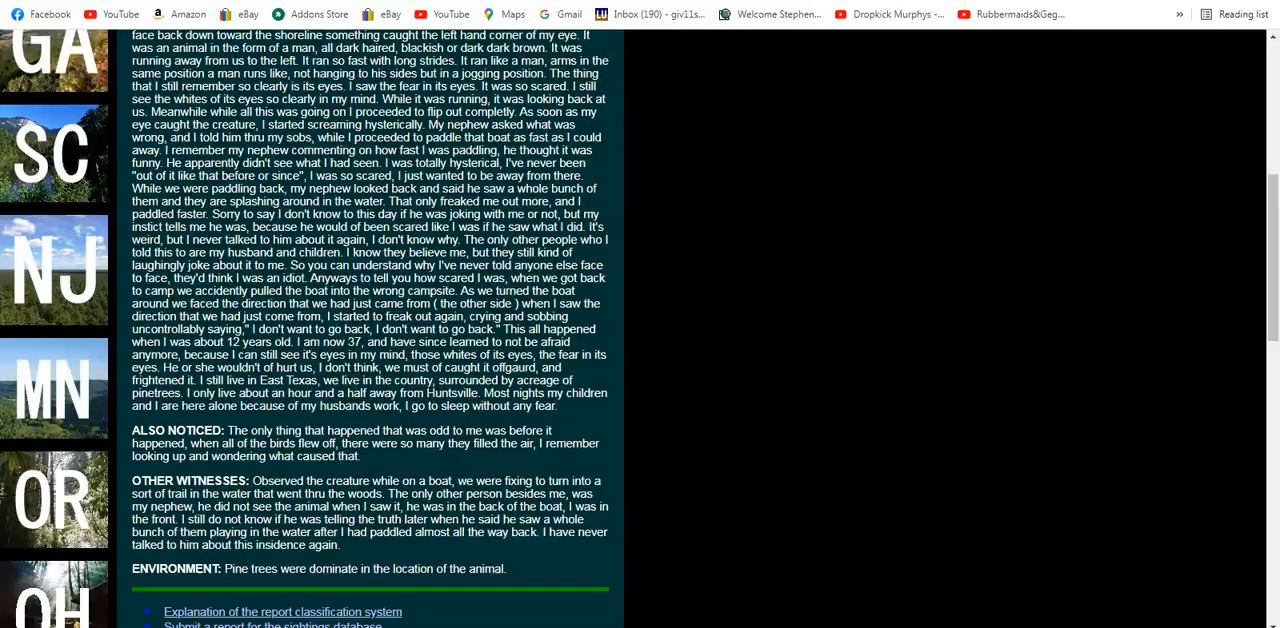 Facebook YouTube Amazon eBay Addons Store eBay YouTube Maps Gmail Inbox (190) - giv11s... Welcome Stephen... Dropkick Murphys -... Rubbermaids&Geg... » Reading list
face back down toward the shoreline something caught the left hand corner of my eye. It
was an animal in the form of a man, all dark haired, blackish or dark dark brown. It was
running away from us to the left. It ran so fast with long strides. It ran like a man, arms in
the same position a man runs like, not hanging to his sides but in a jogging position. The thing
that I still remember so clearly is its eyes. I saw the fear in its eyes. It was so scared. I still
see the whites of its eyes so clearly in my mind. While it was running, it was looking back at
us. Meanwhile while all this was going on I proceeded to flip out completly. As soon as my
eye caught the creature, I started screaming hysterically. My nephew asked what was
wrong, and I told him thru my sobs, while I proceeded to paddle that boat as fast as I could
away. I remember my nephew commenting on how fast I was paddling, he thought it was
funny. He apparently didn't see what I had seen. I was totally hysterical, I've never been
"out of it like that before or since", I was so scared, I just wanted to be away from there.
While we were paddling back, my nephew looked back and said he saw a whole bunch of
them and they are splashing around in the water. That only freaked me out more, and I
paddled faster. Sorry to say I don't know to this day if he was joking with me or not, but my
instict tells me he was, because he would of been scared like I was if he saw what I did. It's
weird, but I never talked to him about it again, I don't know why. The only other people who I
told this to are my husband and children. I know they believe me, but they still kind of
laughingly joke about it to me. So you can understand why I've never told anyone else face
to face, they'd think I was an idiot. Anyways to tell you how scared I was, when we got back
to camp we accidently pulled the boat into the wrong campsite. As we turned the boat
around we faced the direction that we had just came from ( the other side ) when I saw the
direction that we had just come from, I started to freak out again, crying and sobbing
uncontrollably saying," I don't want to go back, I don't want to go back." This all happened
when I was about 12 years old. I am now 37, and have since learned to not be afraid
anymore, because I can still see it's eyes in my mind, those whites of its eyes, the fear in its
eyes. He or she wouldn't of hurt us, I don't think, we must of caught it offgaurd, and
frightened it. I still live in East Texas, we live in the country, surrounded by acreage of
pinetrees. I only live about an hour and a half away from Huntsville. Most nights my children
and I are here alone because of my husbands work, I go to sleep without any fear.
ALSO NOTICED: The only thing that happened that was odd to me was before it
happened, when all of the birds flew off, there were so many they filled the air, I remember
looking up and wondering what caused that.
OTHER WITNESSES: Observed the creature while on a boat, we were fixing to turn into a
sort of trail in the water that went thru the woods. The only other person besides me, was
my nephew, he did not see the animal when I saw it, he was in the back of the boat, I was in
the front. I still do not know if he was telling the truth later when he said he saw a whole
bunch of them playing in the water after I had paddled almost all the way back. I have never
talked to him about this insidence again.
ENVIRONMENT: Pine trees were dominate in the location of the animal.
Explanation of the report classification system
Submit a report for the sightings database
GA
SC
NJ
MN
OR
OH